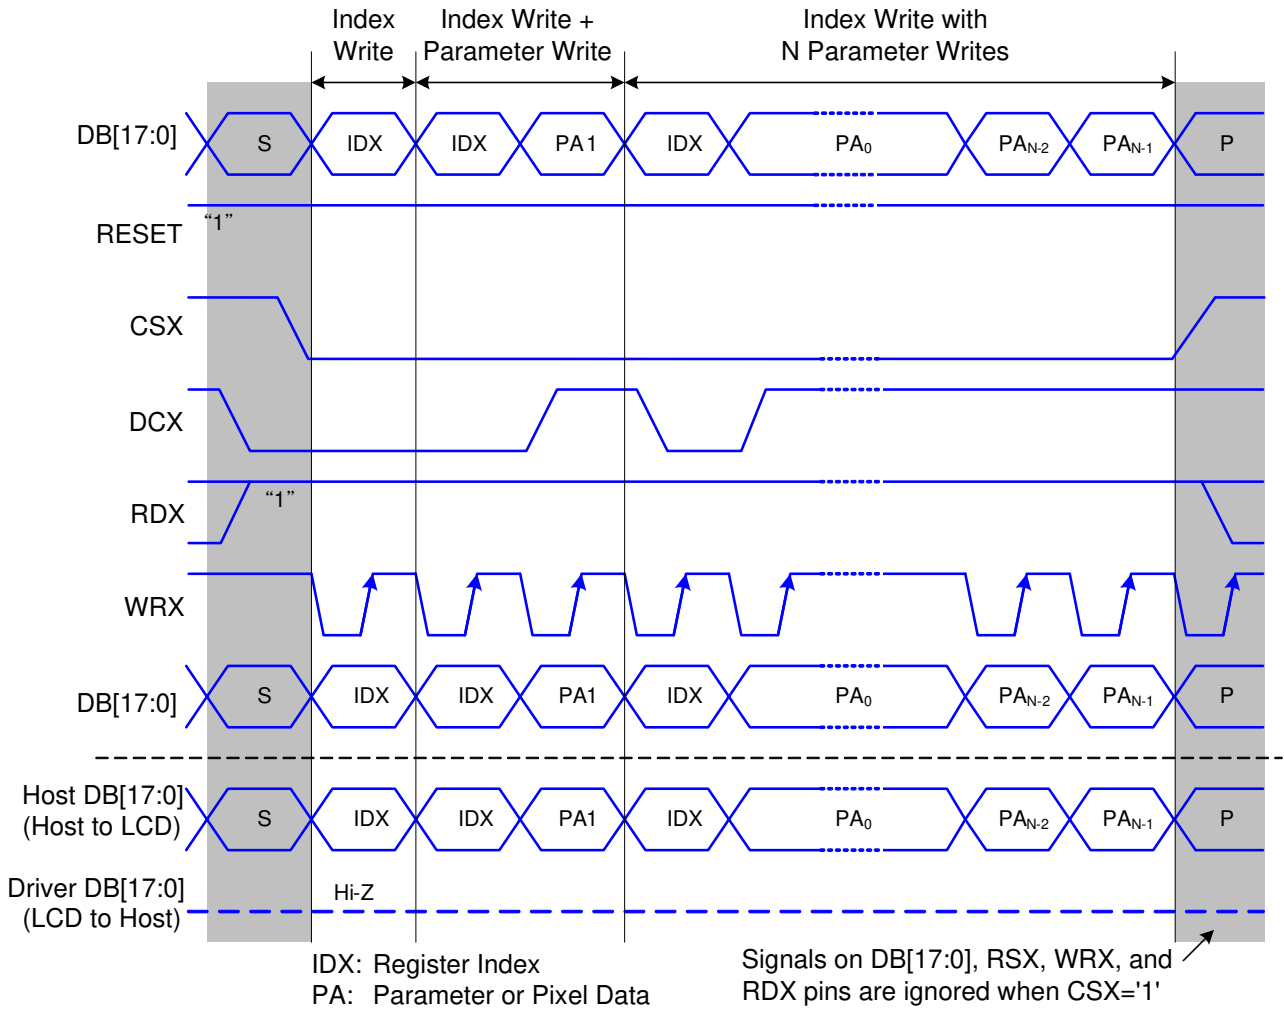 Index Write
Index Write + Parameter Write
Index Write with N Parameter Writes
DB[17:0] S IDX IDX PA1 IDX PA0 PAN-2 PAN-1 P
RESET “1”
CSX
DCX
RDX “1”
WRX
DB[17:0] S IDX IDX PA1 IDX PA0 PAN-2 PAN-1 P
Host DB[17:0] (Host to LCD) S IDX IDX PA1 IDX PA0 PAN-2 PAN-1 P
Driver DB[17:0] (LCD to Host) Hi-Z
IDX: Register Index
PA: Parameter or Pixel Data
Signals on DB[17:0], RSX, WRX, and
RDX pins are ignored when CSX='1'